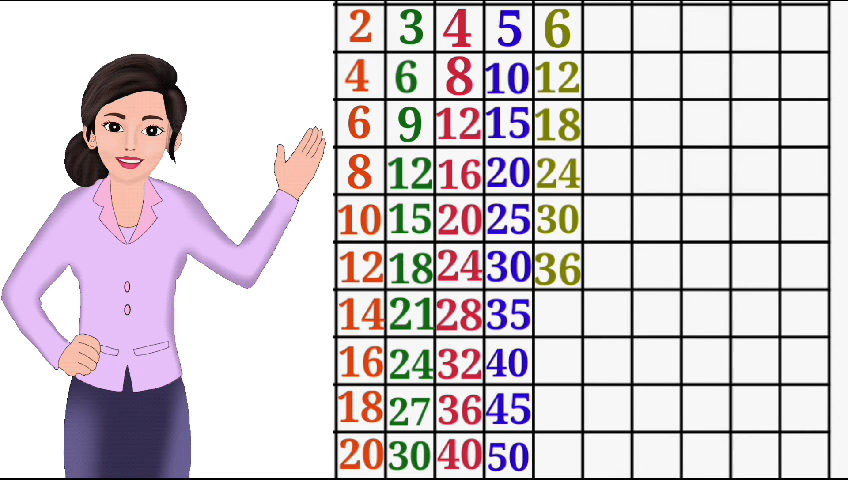 2 3 4 5 6
4 6 8 10 12
6 9 12 15 18
8 12 16 20 24
10 15 20 25 30
12 18 24 30 36
14 21 28 35
16 24 32 40
18 27 36 45
20 30 40 50